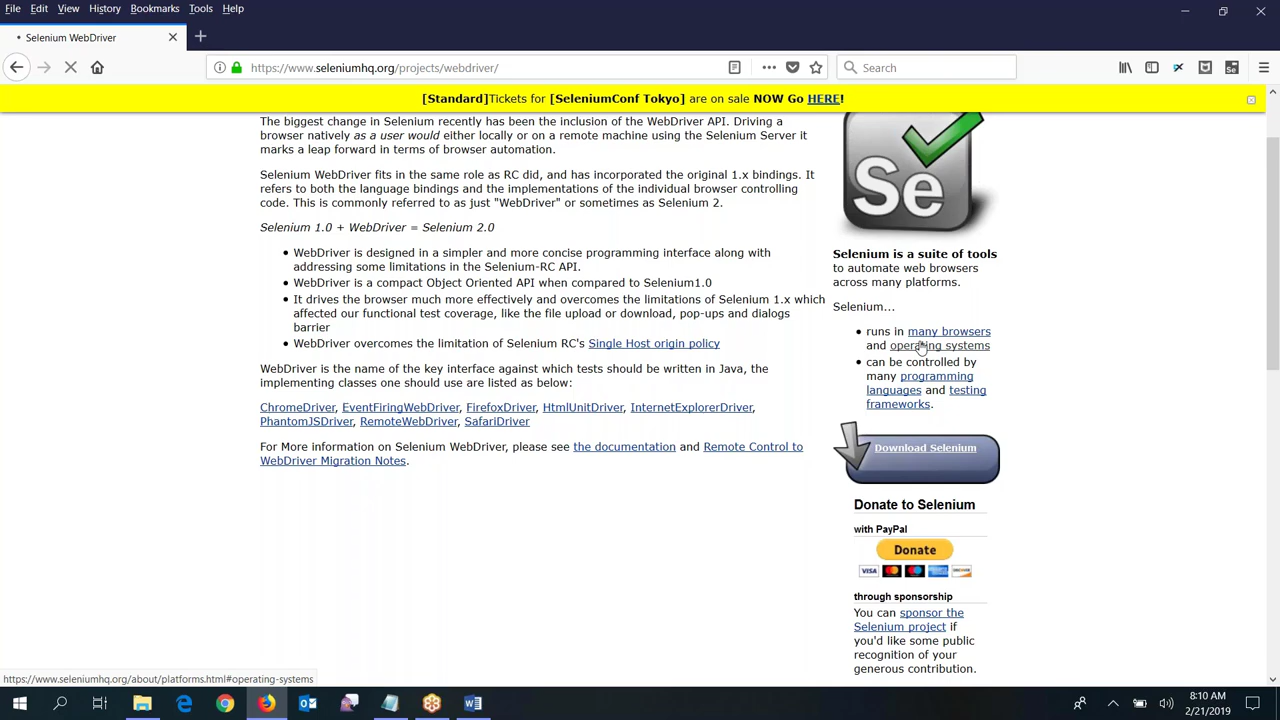 File Edit View History Bookmarks Tools Help
Selenium WebDriver
https://www.seleniumhq.org/projects/webdriver/
Search
Se
[Standard]Tickets for [SeleniumConf Tokyo] are on sale NOW Go HERE!
The biggest change in Selenium recently has been the inclusion of the WebDriver API. Driving a
browser natively as a user would either locally or on a remote machine using the Selenium Server it
marks a leap forward in terms of browser automation.
Selenium WebDriver fits in the same role as RC did, and has incorporated the original 1.x bindings. It
refers to both the language bindings and the implementations of the individual browser controlling
code. This is commonly referred to as just "WebDriver" or sometimes as Selenium 2.
Selenium 1.0 + WebDriver = Selenium 2.0
WebDriver is designed in a simpler and more concise programming interface along with
addressing some limitations in the Selenium-RC API.
WebDriver is a compact Object Oriented API when compared to Selenium1.0
It drives the browser much more effectively and overcomes the limitations of Selenium 1.x which
affected our functional test coverage, like the file upload or download, pop-ups and dialogs
barrier
WebDriver overcomes the limitation of Selenium RC's Single Host origin policy
WebDriver is the name of the key interface against which tests should be written in Java, the
implementing classes one should use are listed as below:
ChromeDriver, EventFiringWebDriver, FirefoxDriver, HtmlUnitDriver, InternetExplorerDriver,
PhantomJSDriver, RemoteWebDriver, SafariDriver
For More information on Selenium WebDriver, please see the documentation and Remote Control to
WebDriver Migration Notes.
Se
Selenium is a suite of tools
to automate web browsers
across many platforms.
Selenium...
runs in many browsers
and operating systems
can be controlled by
many programming
languages and testing
frameworks.
Download Selenium
Donate to Selenium
with PayPal
Donate
VISA
through sponsorship
You can sponsor the
Selenium project if
you'd like some public
recognition of your
generous contribution.
https://www.seleniumhq.org/about/platforms.html#operating-systems
8:10 AM
2/21/2019